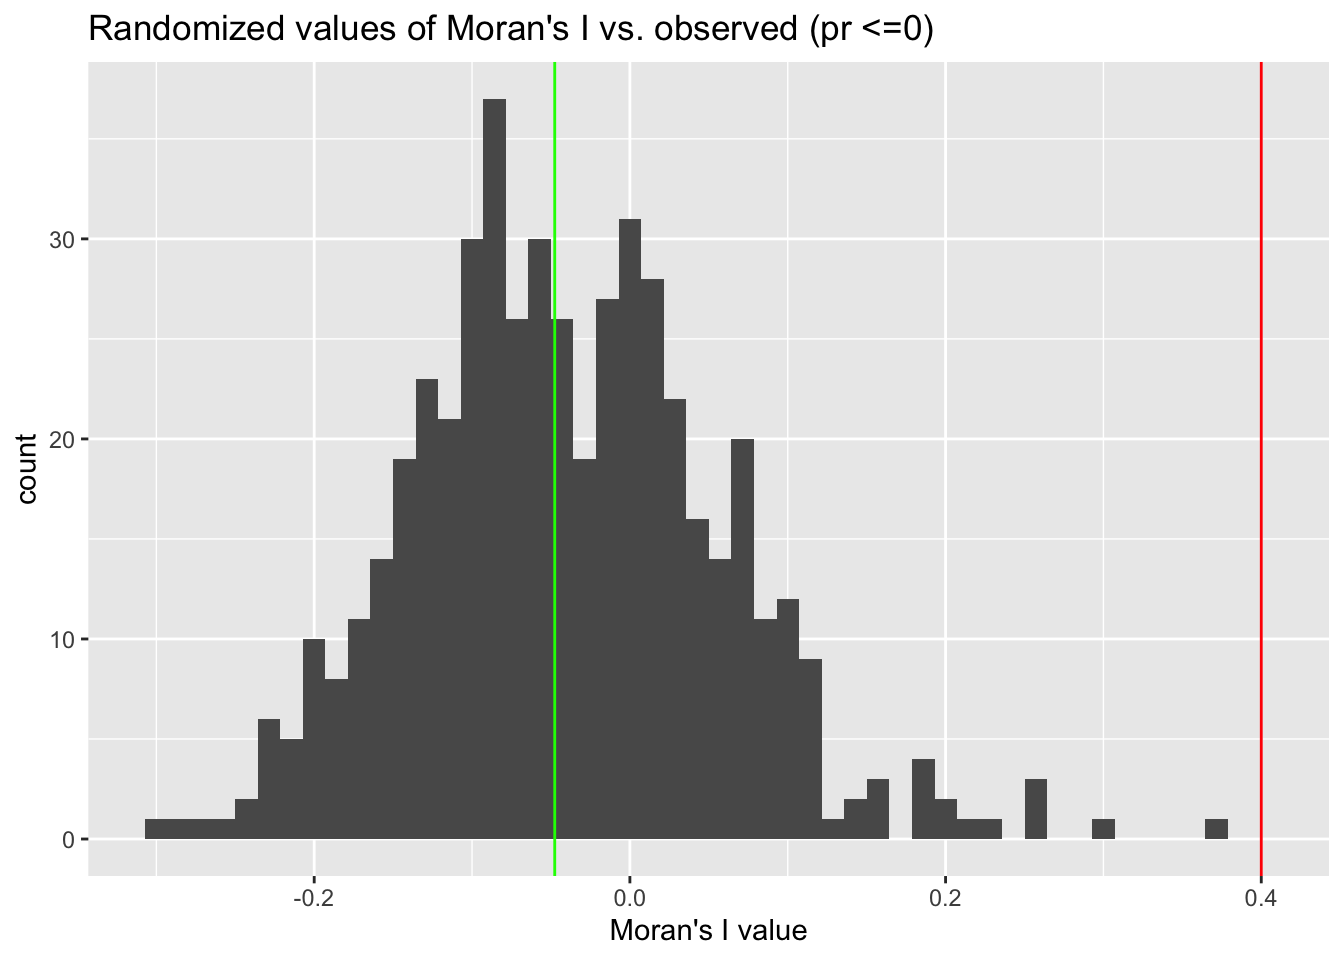 Randomized values of Moran's I vs. observed (pr <=0)
30
20
10
0
count
-0.2 0.0 0.2 0.4
Moran's I value